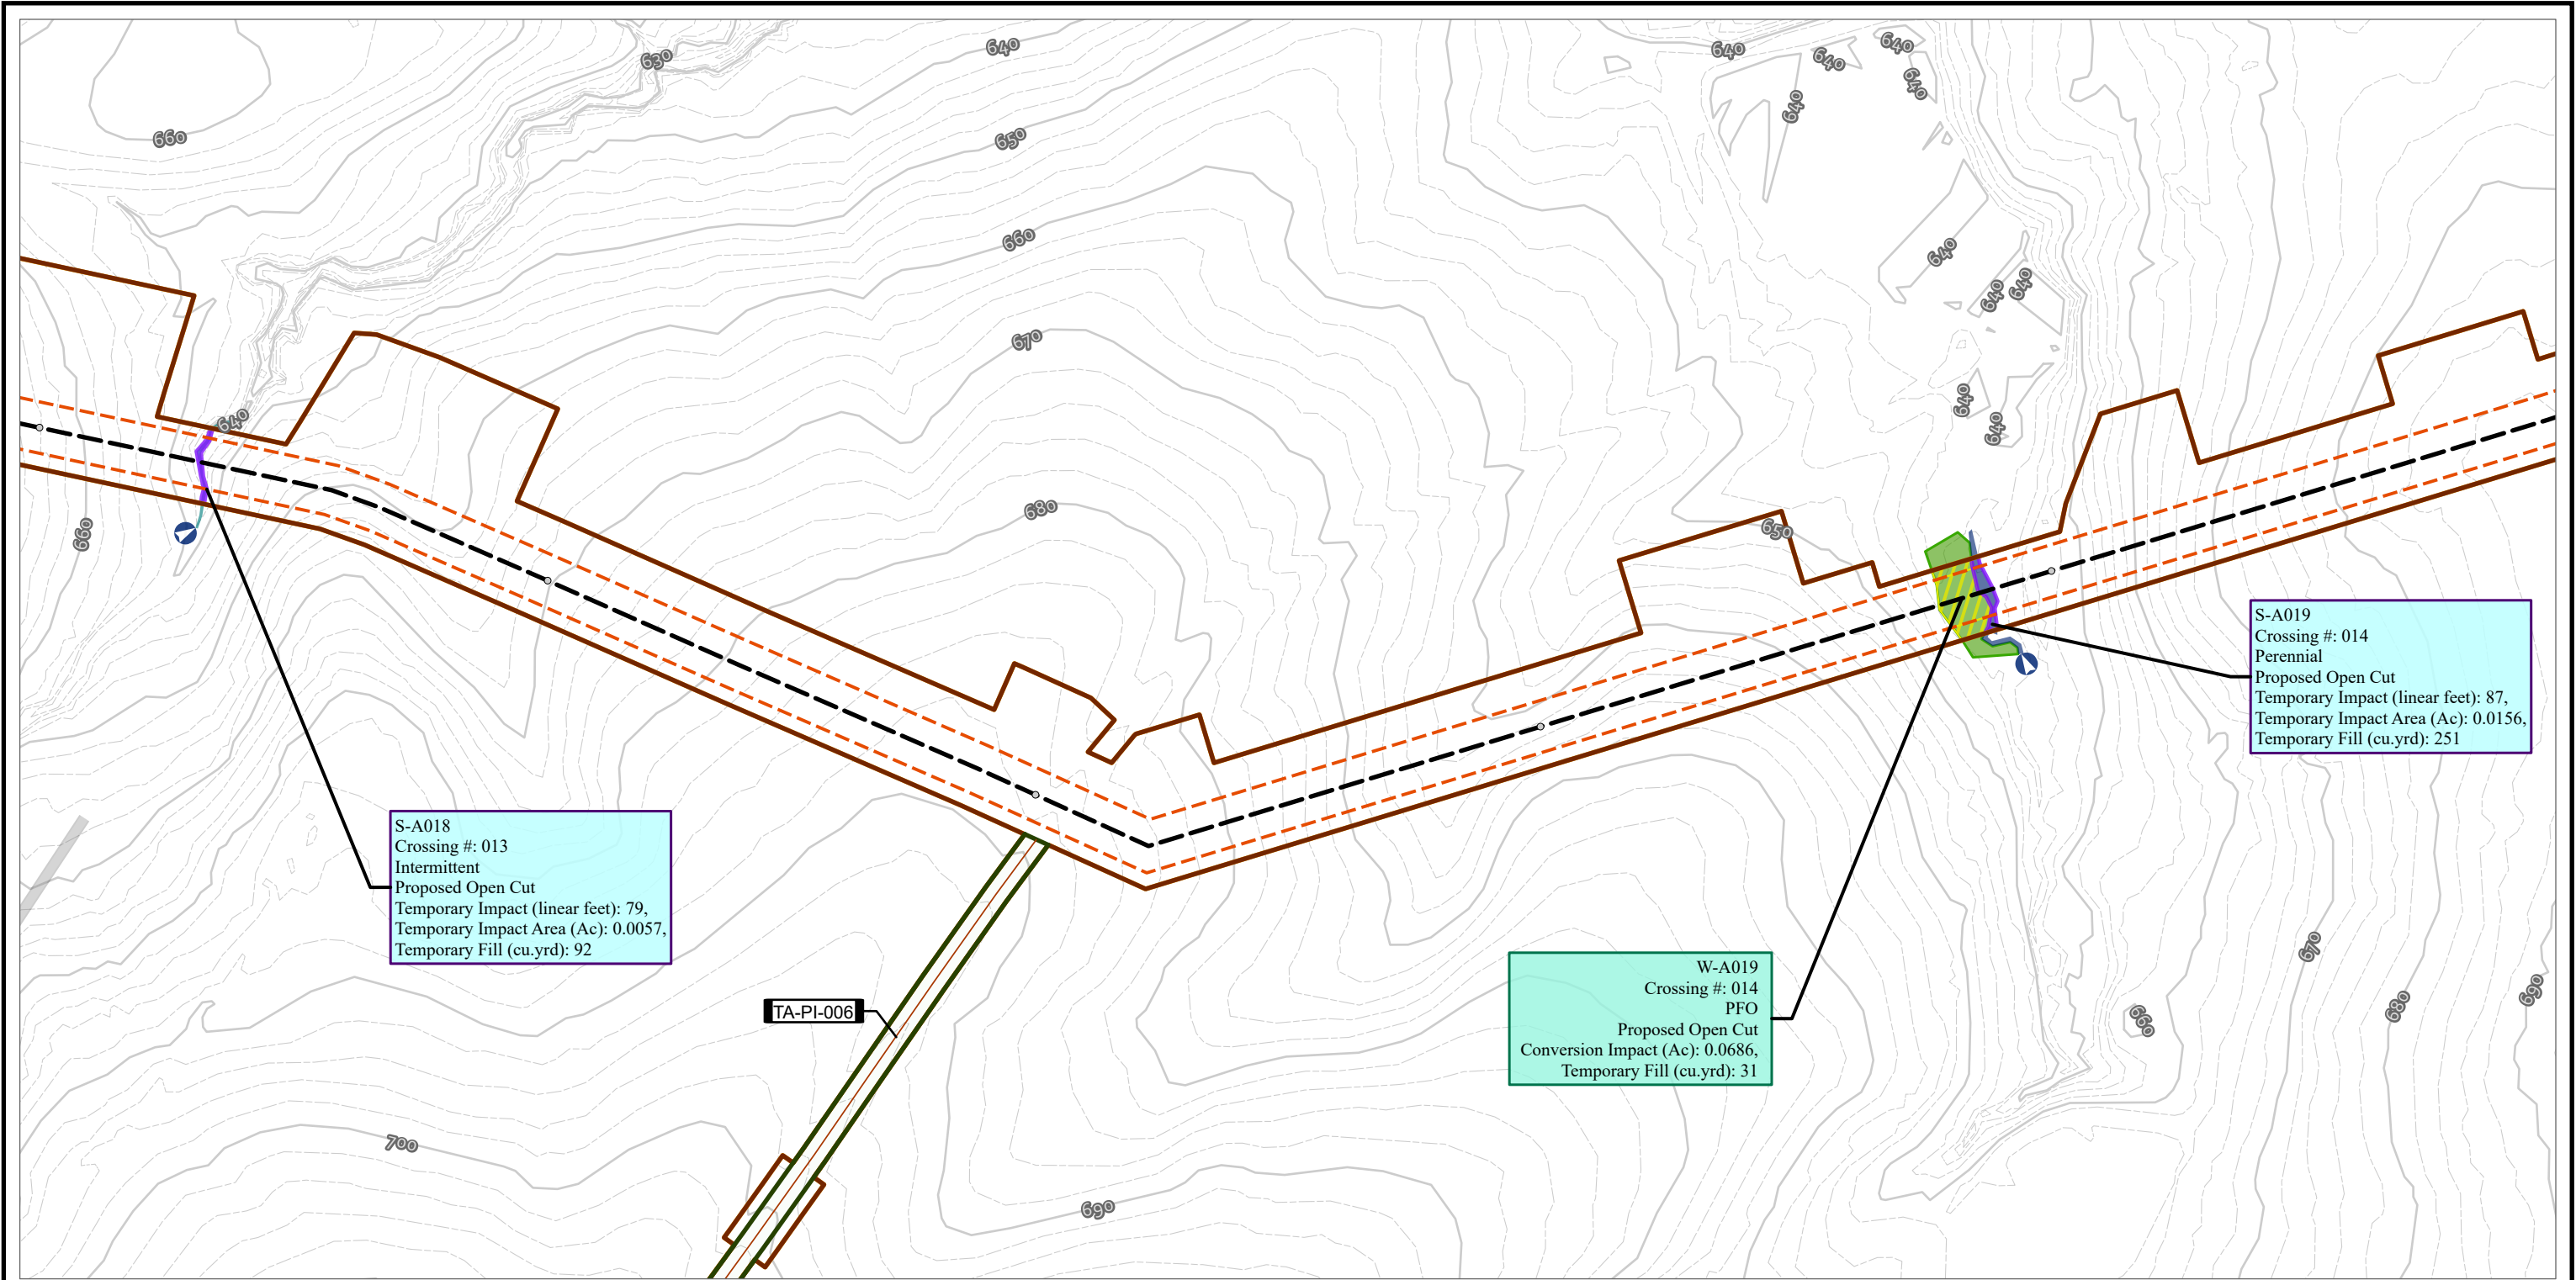 630
640
640
640
640
640
640
660
650
660
640
640
640
670
640
640
640
680
650
660
S-A019
Crossing #: 014
Perennial
Proposed Open Cut
Temporary Impact (linear feet): 87,
Temporary Impact Area (Ac): 0.0156,
Temporary Fill (cu.yrd): 251
S-A018
Crossing #: 013
Intermittent
Proposed Open Cut
Temporary Impact (linear feet): 79,
Temporary Impact Area (Ac): 0.0057,
Temporary Fill (cu.yrd): 92
W-A019
Crossing #: 014
PFO
Proposed Open Cut
Conversion Impact (Ac): 0.0686,
Temporary Fill (cu.yrd): 31
TA-PI-006
670
680
690
660
700
690